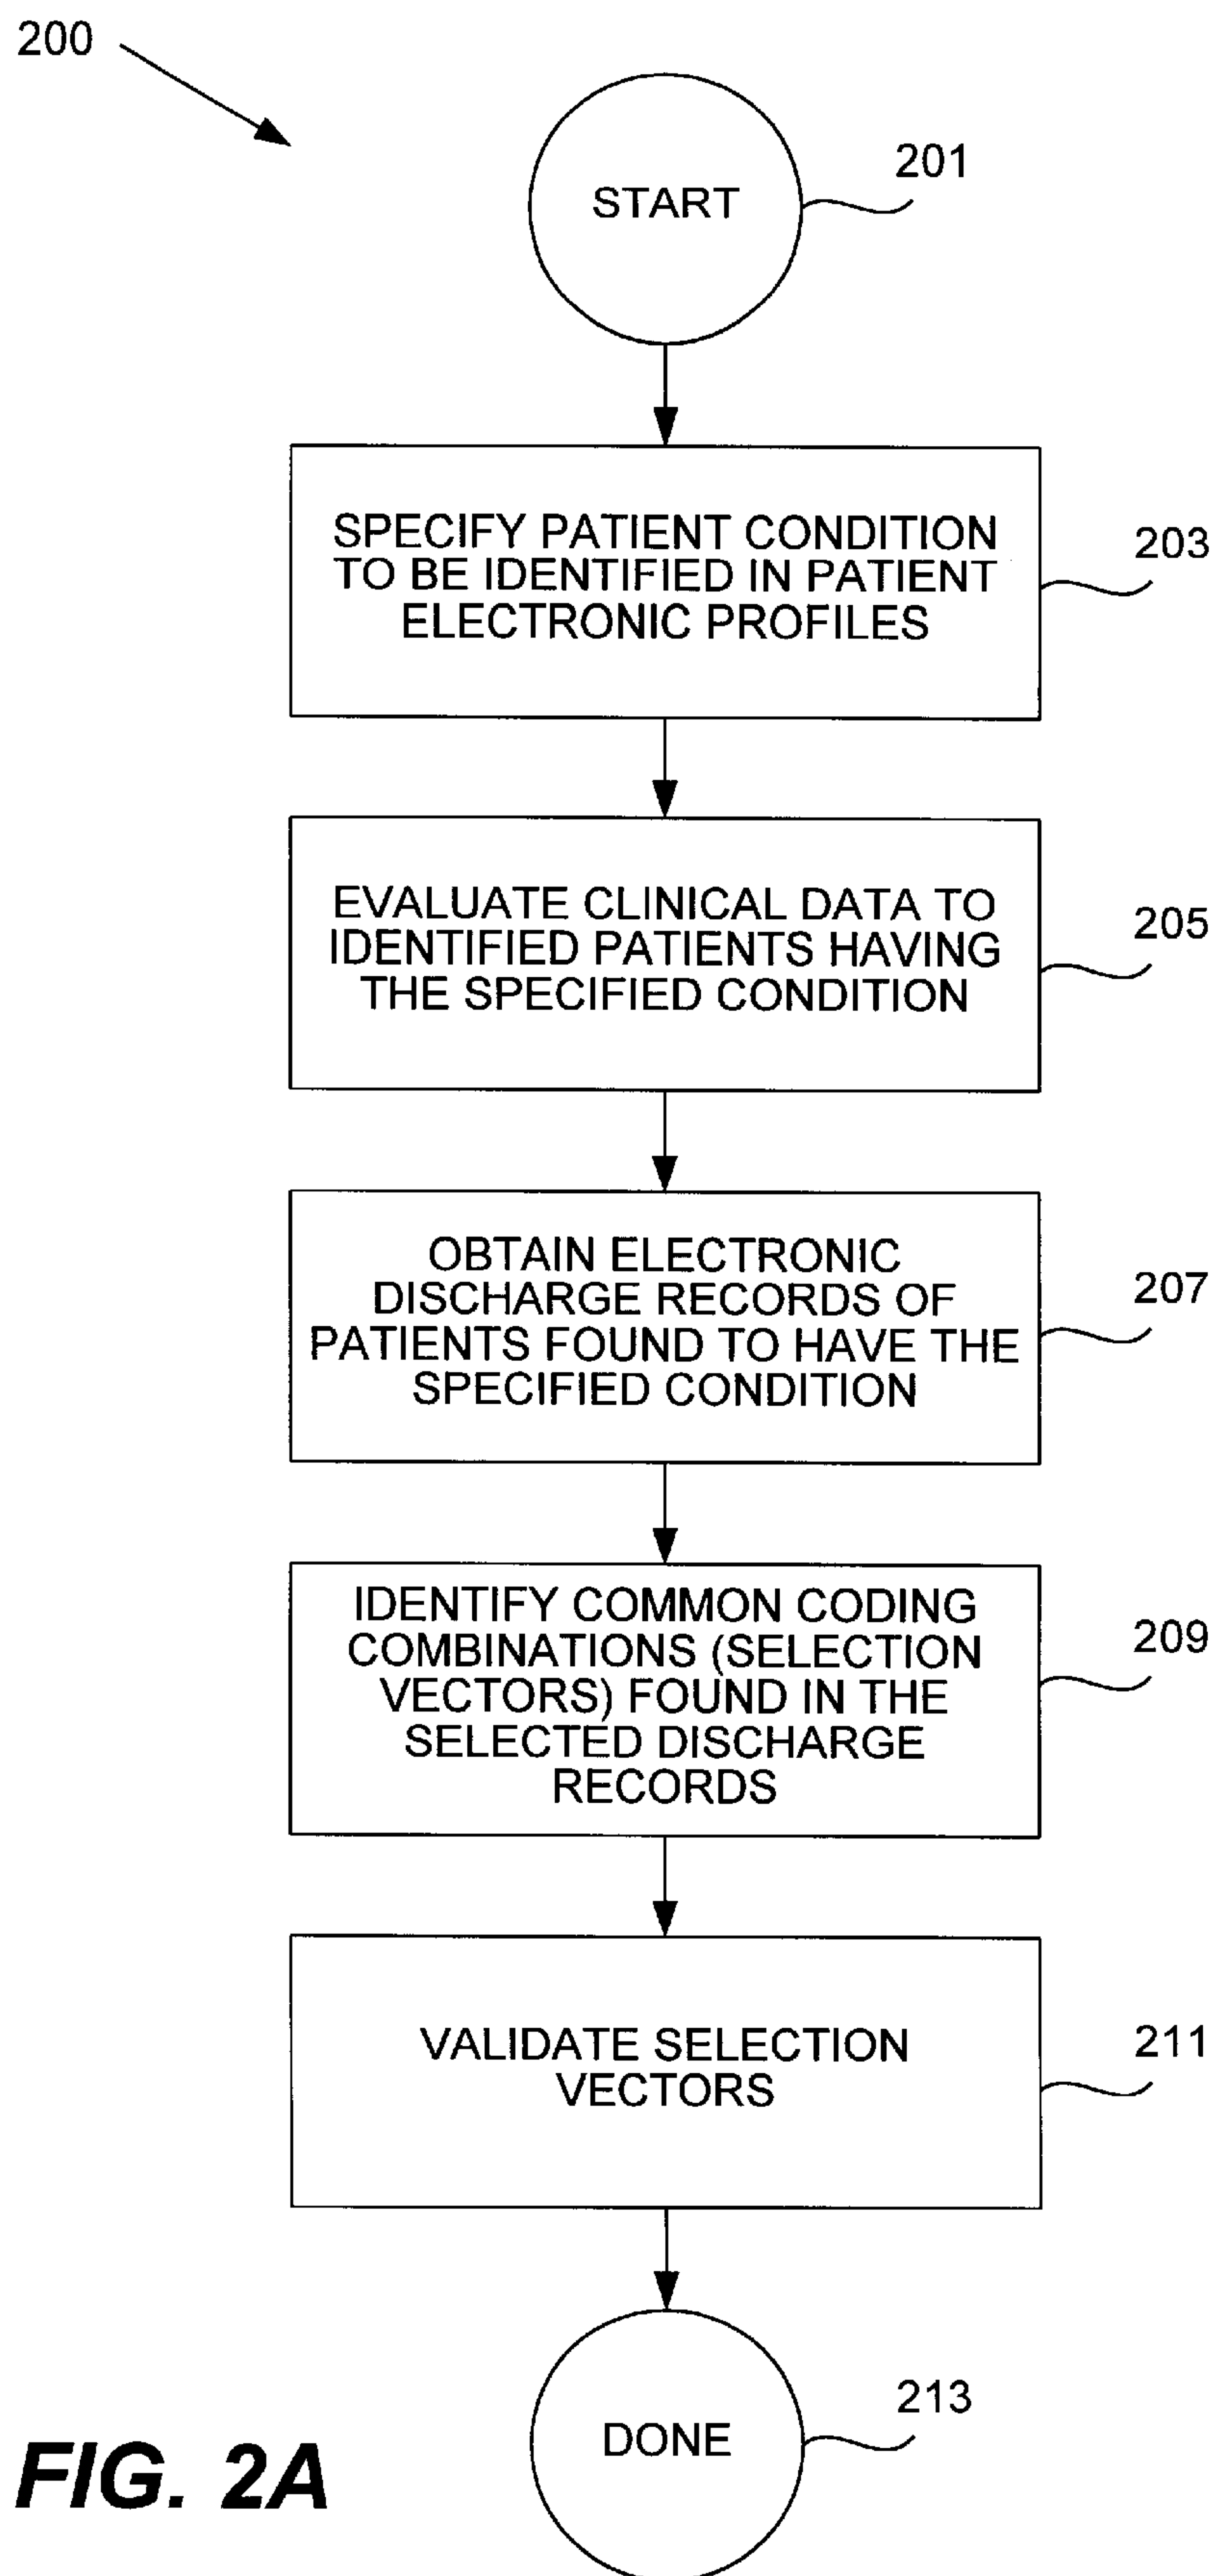 200
START
201
SPECIFY PATIENT CONDITION
TO BE IDENTIFIED IN PATIENT
ELECTRONIC PROFILES
203
EVALUATE CLINICAL DATA TO
IDENTIFIED PATIENTS HAVING
THE SPECIFIED CONDITION
205
OBTAIN ELECTRONIC
DISCHARGE RECORDS OF
PATIENTS FOUND TO HAVE THE
SPECIFIED CONDITION
207
IDENTIFY COMMON CODING
COMBINATIONS (SELECTION
VECTORS) FOUND IN THE
SELECTED DISCHARGE
RECORDS
209
VALIDATE SELECTION
VECTORS
211
DONE
213
FIG. 2A